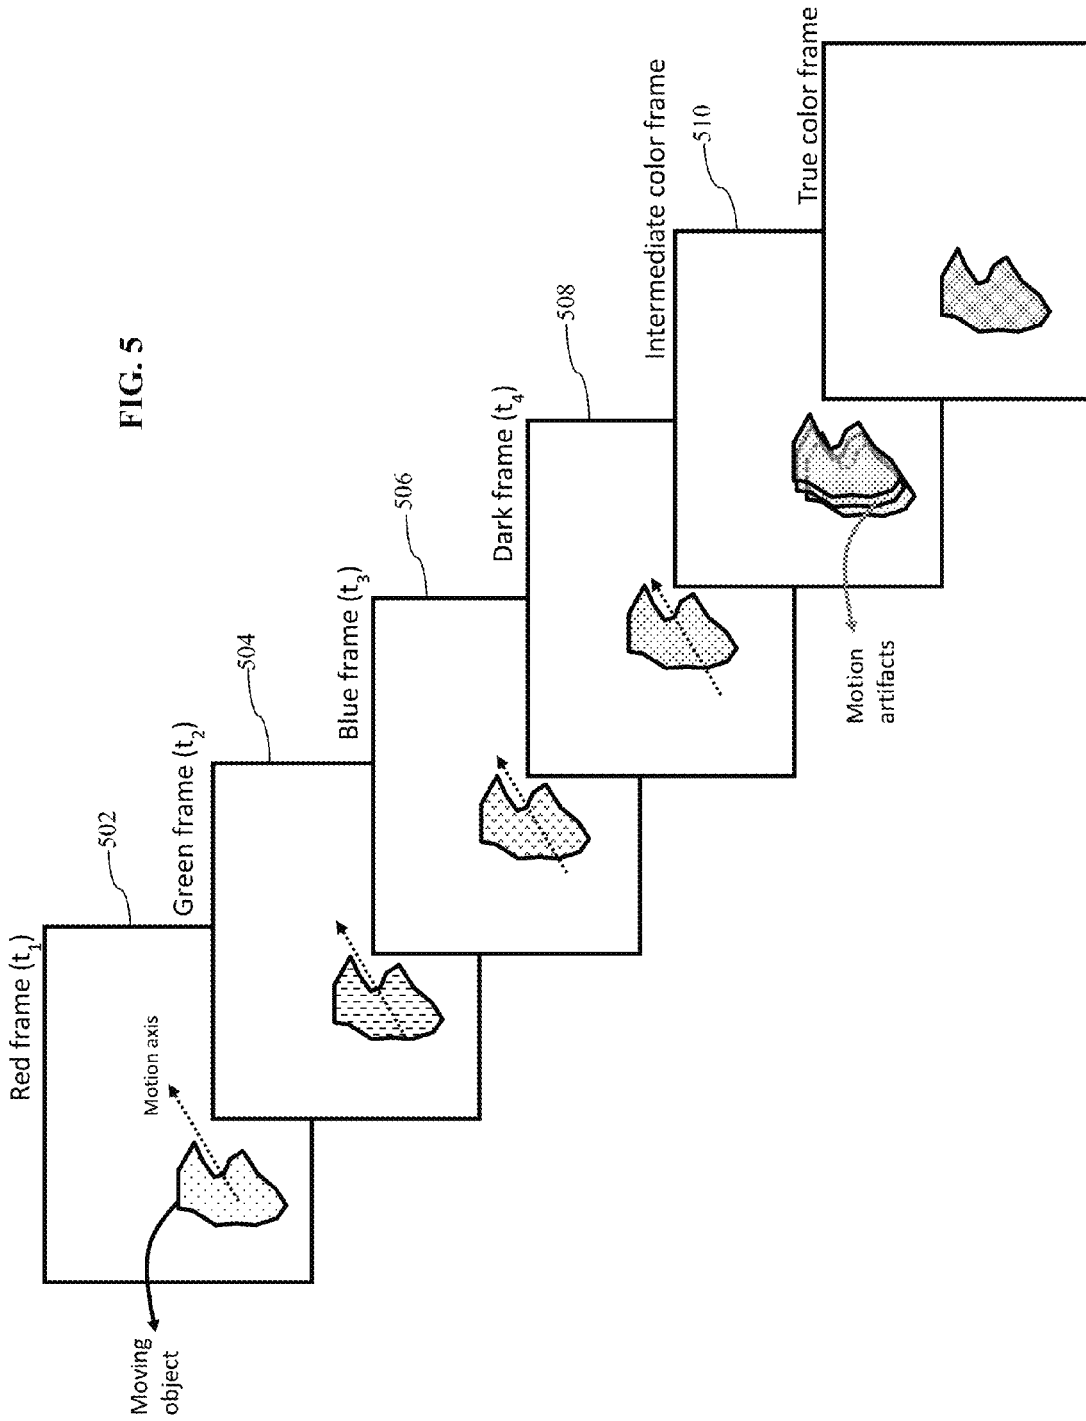 FIG. 5
Red frame (t1)
502
Motion axis
Moving
object
Green frame (t2)
504
Blue frame (t3)
506
Dark frame (t4)
508
Intermediate color frame
510
Motion
artifacts
True color frame